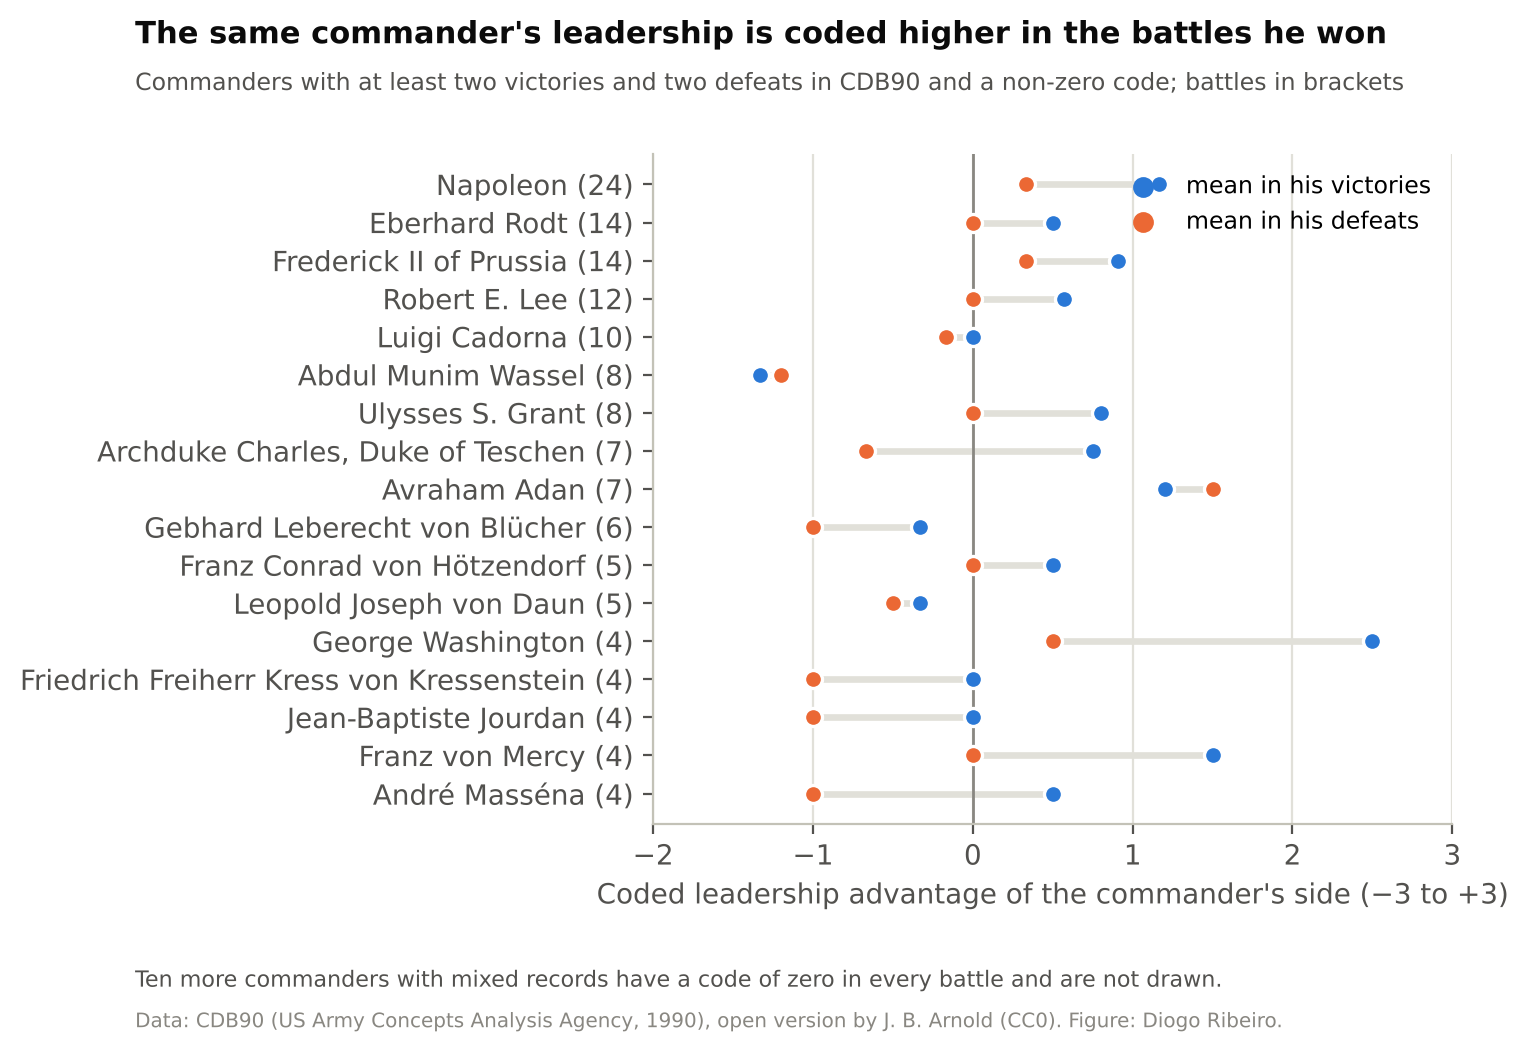 The same commander's leadership is coded higher in the battles he won
Commanders with at least two victories and two defeats in CDB90 and a non-zero code; battles in brackets
Napoleon (24)
mean in his victories
Eberhard Rodt (14)
mean in his defeats
Frederick II of Prussia (14)
Robert E. Lee (12)
Luigi Cadorna (10)
Abdul Munim Wassel (8)
Ulysses S. Grant (8)
Archduke Charles, Duke of Teschen (7)
Avraham Adan (7)
Gebhard Leberecht von Blücher (6)
Franz Conrad von Hötzendorf (5)
Leopold Joseph von Daun (5)
George Washington (4)
Friedrich Freiherr Kress von Kressenstein (4)
Jean-Baptiste Jourdan (4)
Franz von Mercy (4)
André Masséna (4)
−2 −1 0 1 2 3
Coded leadership advantage of the commander's side (−3 to +3)
Ten more commanders with mixed records have a code of zero in every battle and are not drawn.
Data: CDB90 (US Army Concepts Analysis Agency, 1990), open version by J. B. Arnold (CC0). Figure: Diogo Ribeiro.